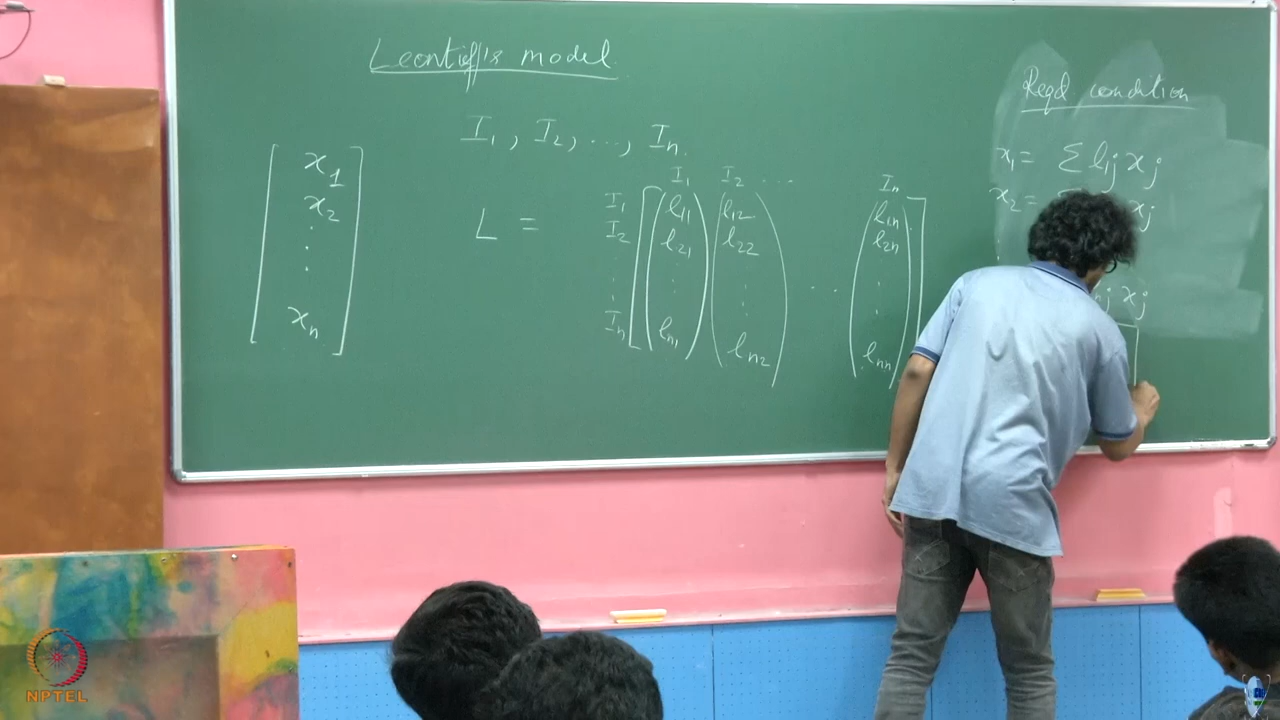 Leontieff's model
I₁, I₂, ..., Iₙ.
x₁
x₂
.
.
xₙ
L =
I₁ I₂ ... Iₙ
I₁ l₁₁ l₁₂ l₁ₙ
I₂ l₂₁ l₂₂ l₂ₙ
Iₙ lₙ₁ lₙ₂ ... lₙₙ
Reqd condition
x₁ = Σ l₁ⱼ xⱼ
x₂ = xⱼ
xⱼ
NPTEL